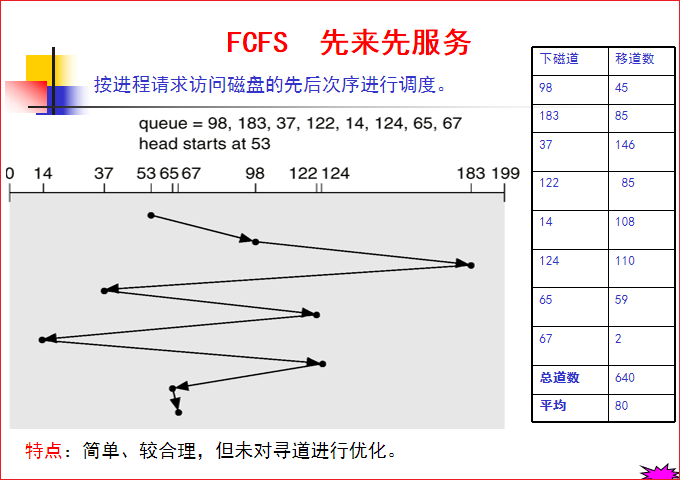 FCFS 先来先服务
按进程请求访问磁盘的先后次序进行调度。
queue = 98, 183, 37, 122, 14, 124, 65, 67
head starts at 53
0 14 37 53 65 67 98 122 124 183 199
下磁道 移道数
98 45
183 85
37 146
122 85
14 108
124 110
65 59
67 2
总道数 640
平均 80
特点：简单、较合理，但未对寻道进行优化。